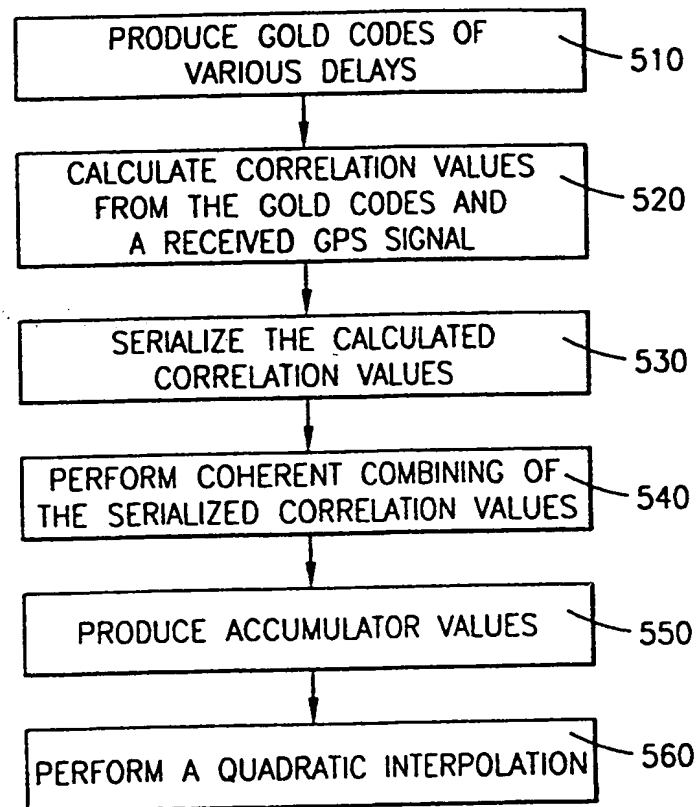 PRODUCE GOLD CODES OF
VARIOUS DELAYS
510
CALCULATE CORRELATION VALUES
FROM THE GOLD CODES AND
A RECEIVED GPS SIGNAL
520
SERIALIZE THE CALCULATED
CORRELATION VALUES
530
PERFORM COHERENT COMBINING OF
THE SERIALIZED CORRELATION VALUES
540
PRODUCE ACCUMULATOR VALUES
550
PERFORM A QUADRATIC INTERPOLATION
560